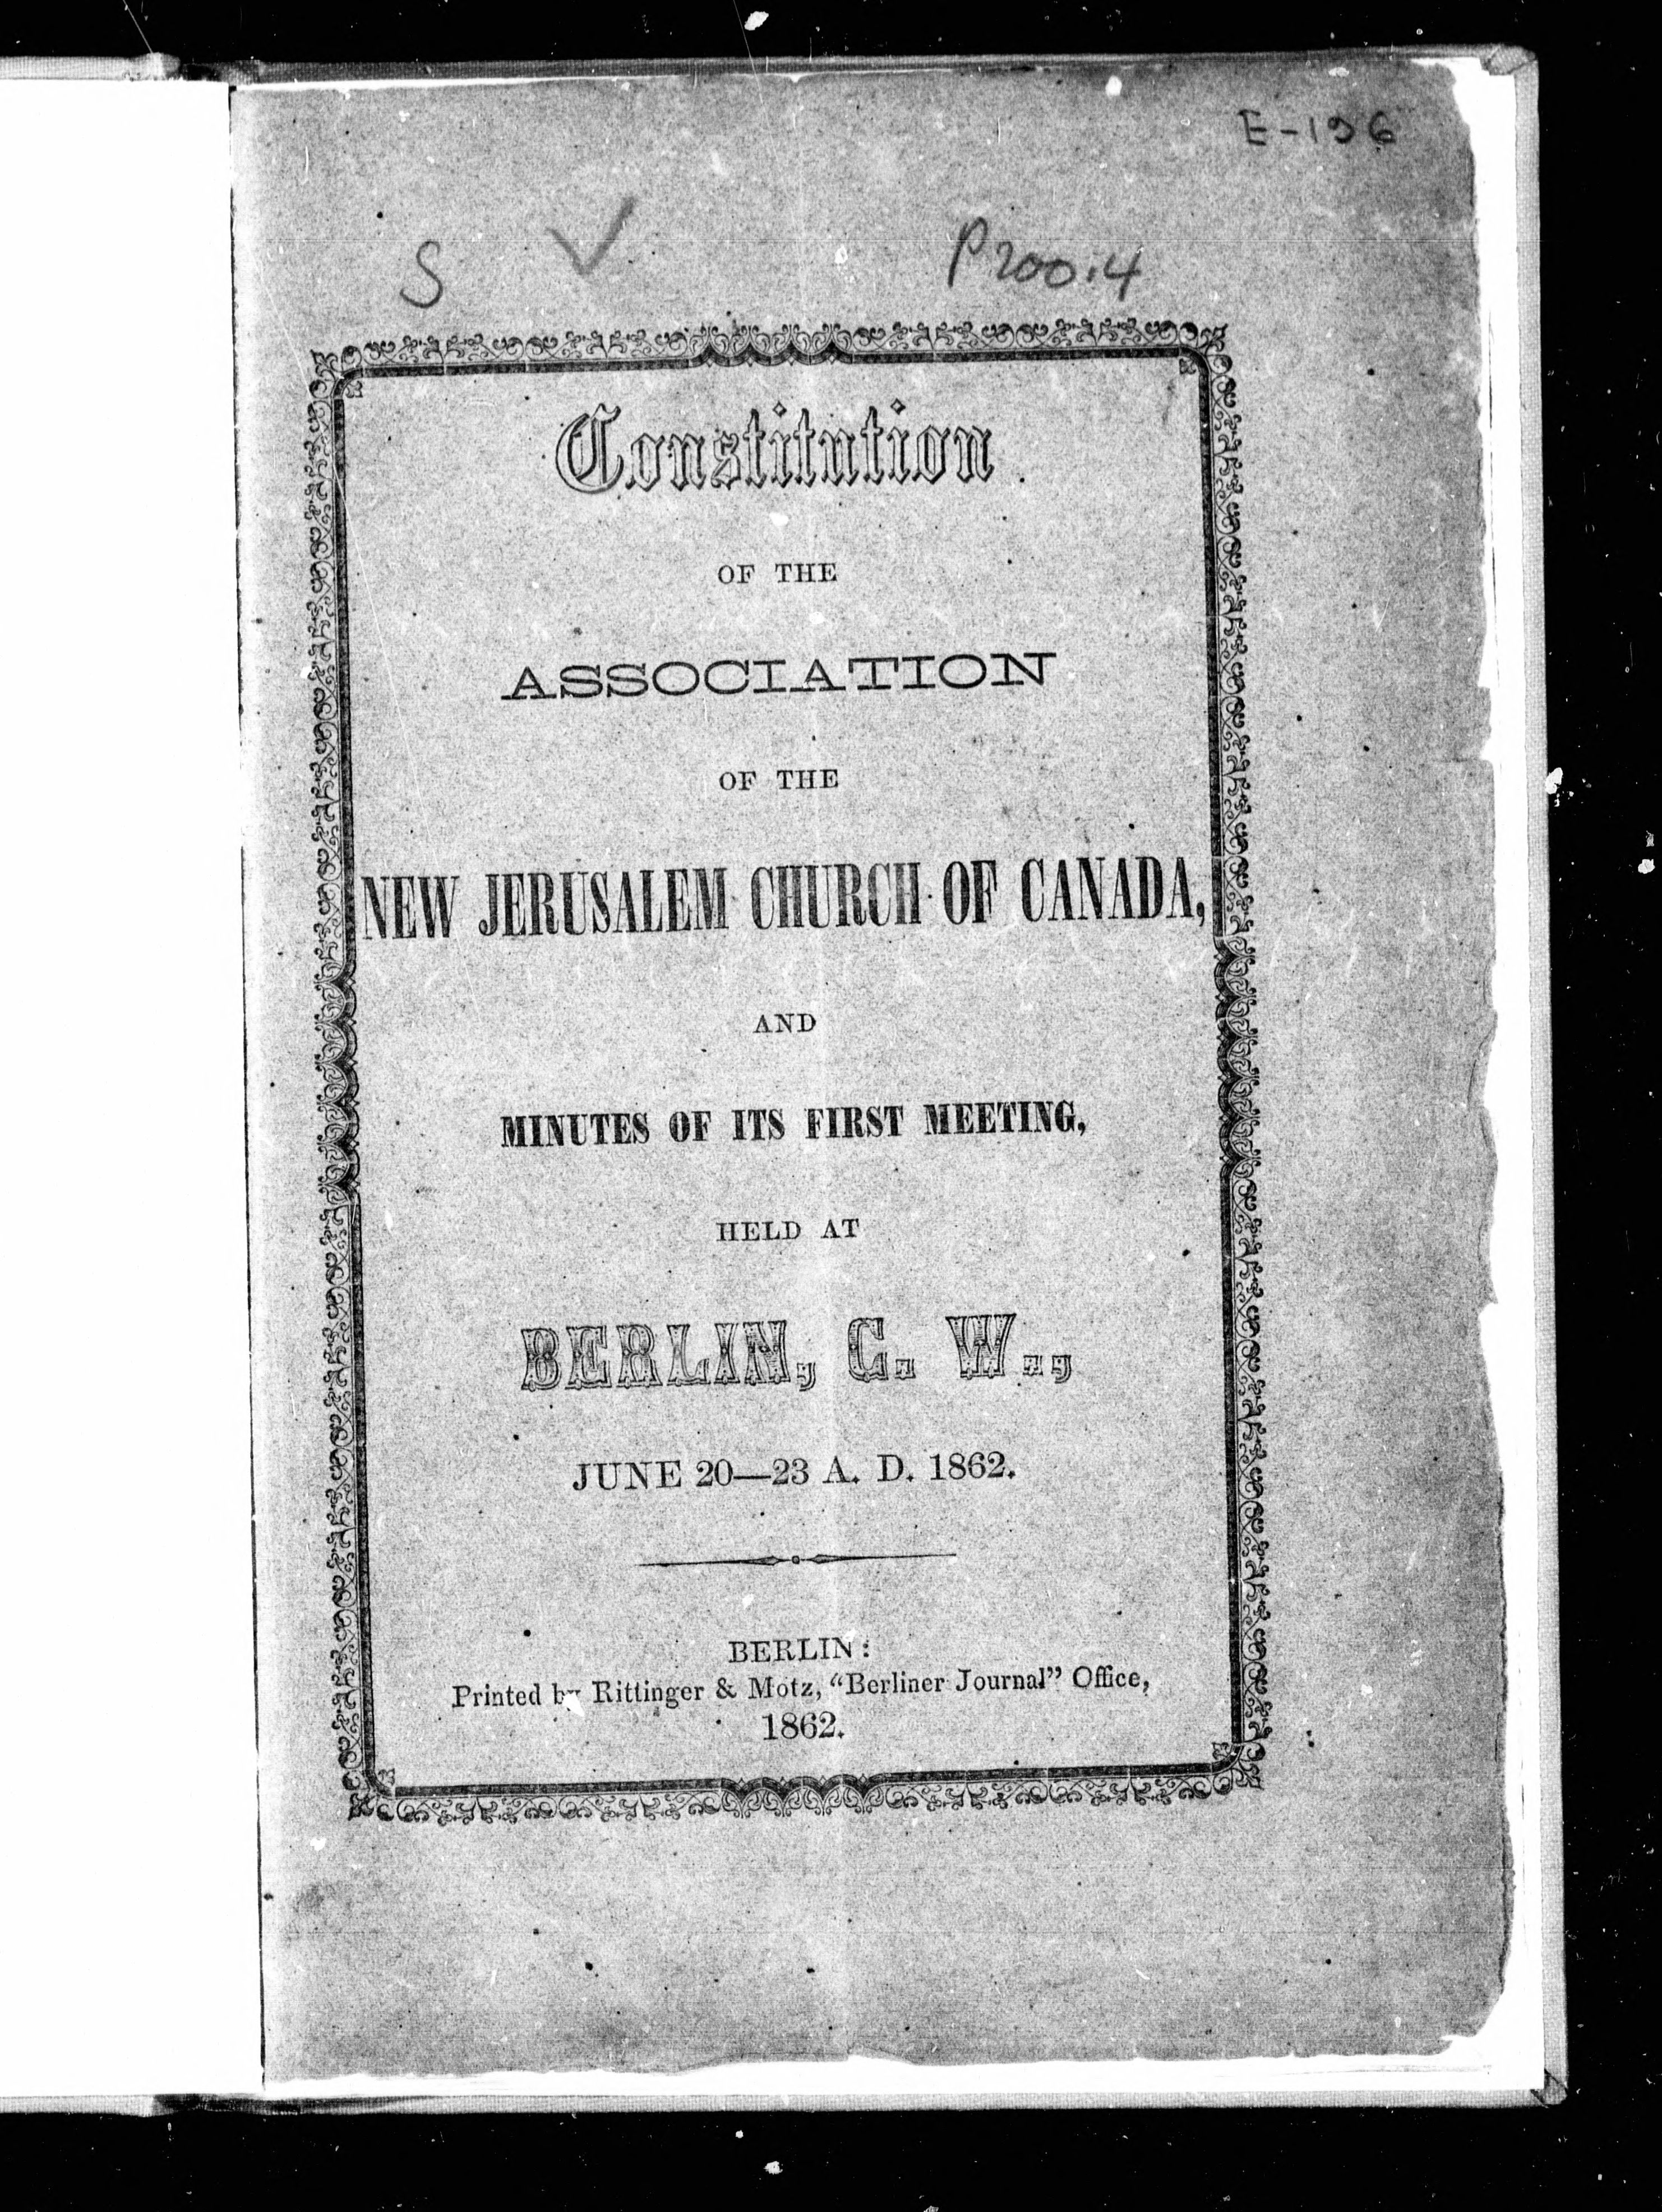 E-196
S
P200.4
Constitution
OF THE
ASSOCIATION
OF THE
NEW JERUSALEM CHURCH OF CANADA,
AND
MINUTES OF ITS FIRST MEETING,
HELD AT
BERLIN, C. W.,
JUNE 20—23 A. D. 1862.
BERLIN:
Printed by Rittinger & Motz, "Berliner Journal" Office,
1862.